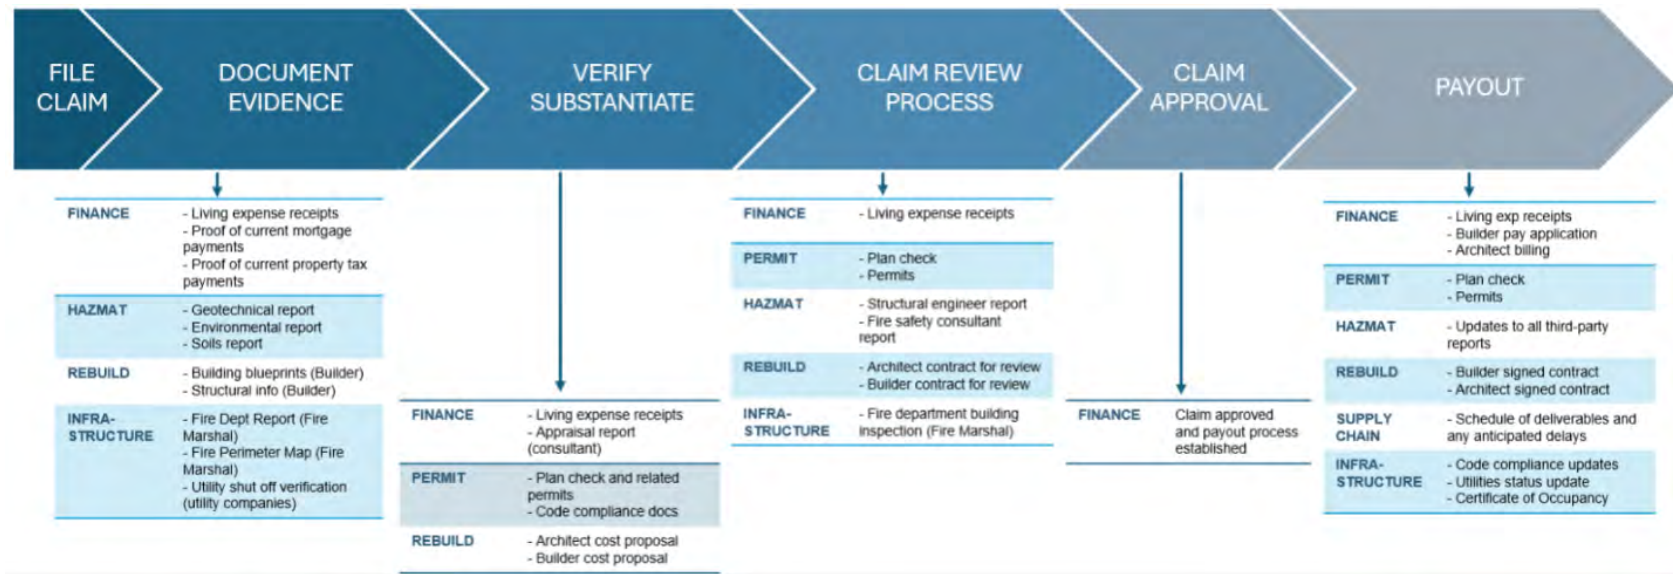 FILE
CLAIM
DOCUMENT
EVIDENCE
VERIFY
SUBSTANTIATE
CLAIM REVIEW
PROCESS
CLAIM
APPROVAL
PAYOUT
FINANCE
- Living expense receipts
- Proof of current mortgage
payments
- Proof of current property tax
payments
HAZMAT
- Geotechnical report
- Environmental report
- Soils report
REBUILD
- Building blueprints (Builder)
- Structural info (Builder)
INFRA-
STRUCTURE
- Fire Dept Report (Fire
Marshal)
- Fire Perimeter Map (Fire
Marshal)
- Utility shut off verification
(utility companies)
FINANCE
- Living expense receipts
- Appraisal report
(consultant)
PERMIT
- Plan check and related
permits
- Code compliance docs
REBUILD
- Architect cost proposal
- Builder cost proposal
FINANCE
- Living expense receipts
PERMIT
- Plan check
- Permits
HAZMAT
- Structural engineer report
- Fire safety consultant
report
REBUILD
- Architect contract for review
- Builder contract for review
INFRA-
STRUCTURE
- Fire department building
inspection (Fire Marshal)
FINANCE
Claim approved
and payout process
established
FINANCE
- Living exp receipts
- Builder pay application
- Architect billing
PERMIT
- Plan check
- Permits
HAZMAT
- Updates to all third-party
reports
REBUILD
- Builder signed contract
- Architect signed contract
SUPPLY
CHAIN
- Schedule of deliverables and
any anticipated delays
INFRA-
STRUCTURE
- Code compliance updates
- Utilities status update
- Certificate of Occupancy